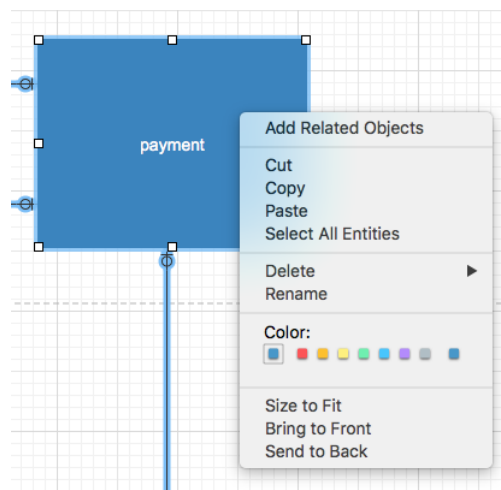 payment
Add Related Objects
Cut
Copy
Paste
Select All Entities
Delete
Rename
Color:
Size to Fit
Bring to Front
Send to Back